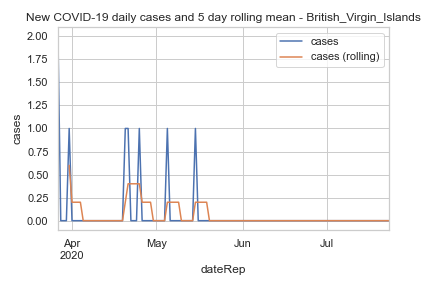 New COVID-19 daily cases and 5 day rolling mean - British_Virgin_Islands
cases
cases (rolling)
cases
2.00
1.75
1.50
1.25
1.00
0.75
0.50
0.25
0.00
Apr
2020
May
Jun
Jul
dateRep